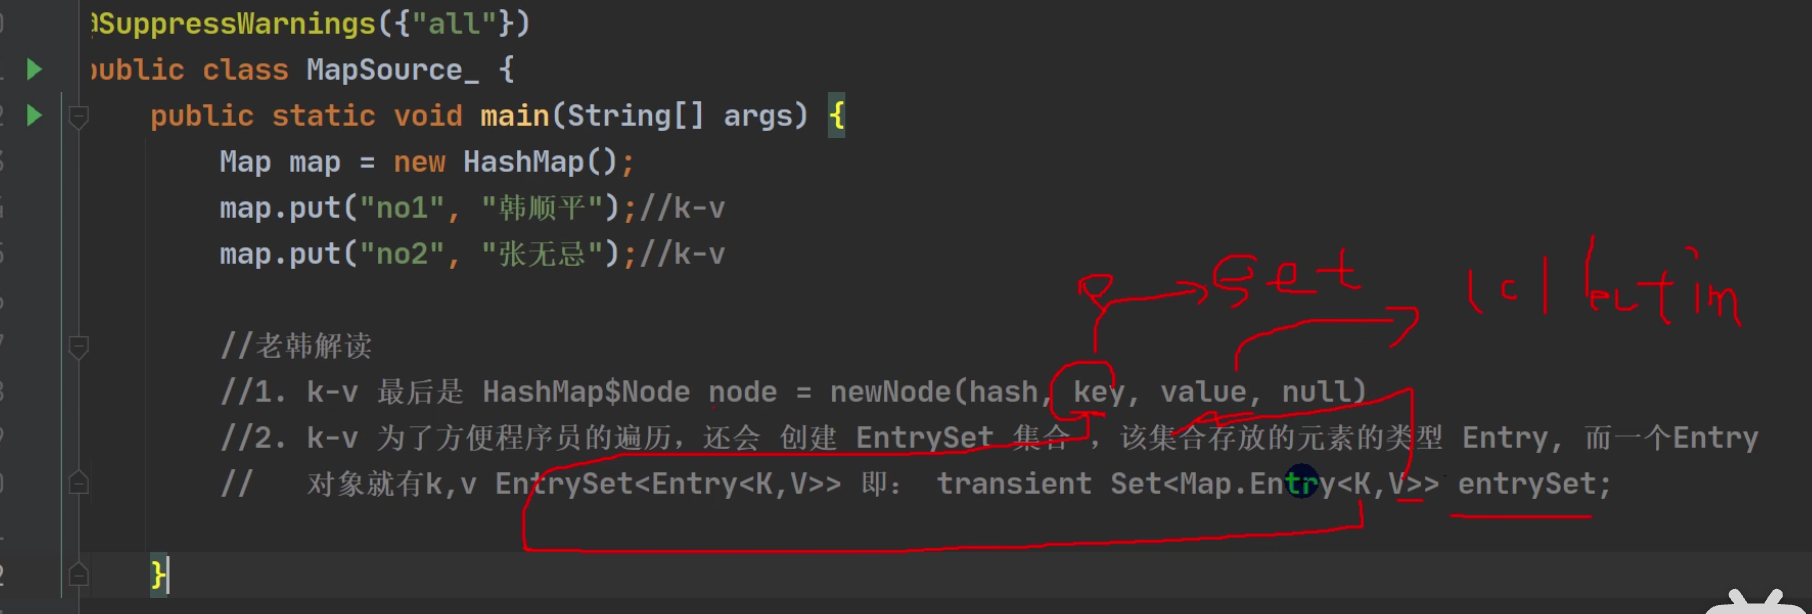 @SuppressWarnings({"all"})
public class MapSource_ {
public static void main(String[] args) {
Map map = new HashMap();
map.put("no1", "韩顺平");//k-v
map.put("no2", "张无忌");//k-v
set
//老韩解读
//1. k-v 最后是 HashMap$Node node = newNode(hash, key, value, null)
//2. k-v 为了方便程序员的遍历，还会 创建 EntrySet 集合 ，该集合存放的元素的类型 Entry, 而一个Entry
// 对象就有k,v EntrySet<Entry<K,V>> 即： transient Set<Map.Entry<K,V>> entrySet;
}